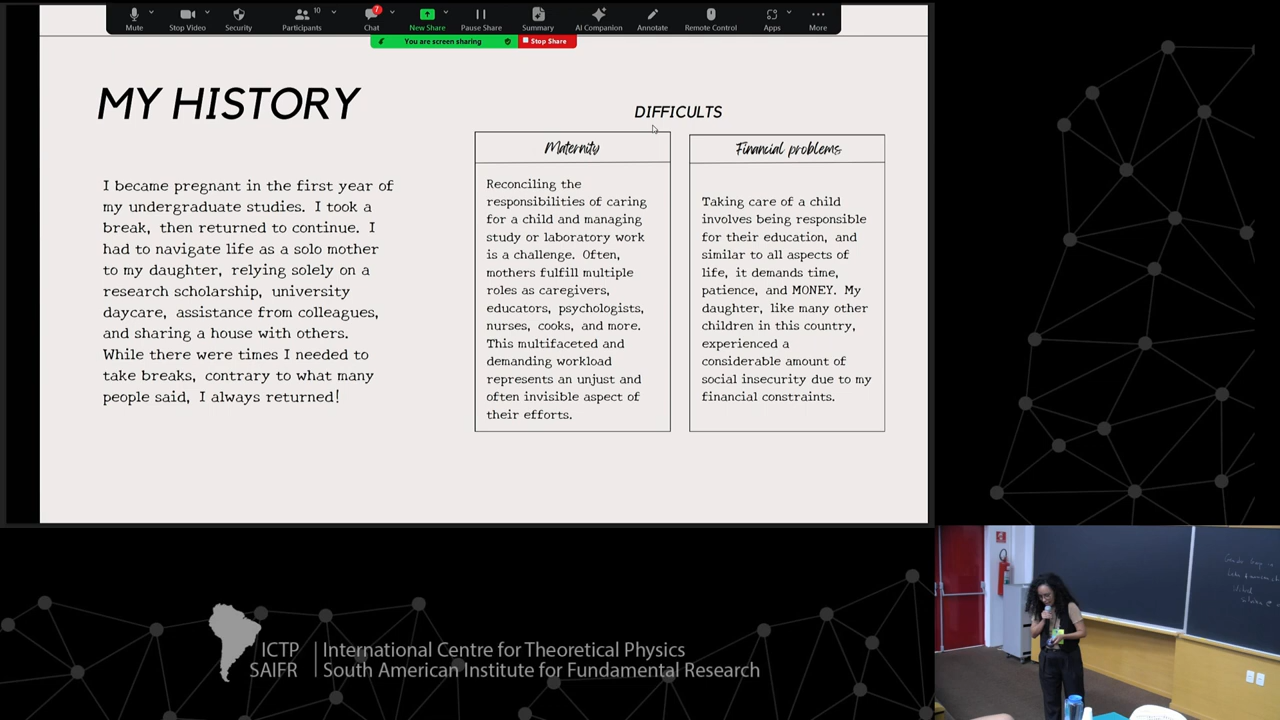 Mute
Stop Video
Security
Participants
10
Chat
7
New Share
Pause Share
Summary
AI Companion
Annotate
Remote Control
Apps
More
You are screen sharing
Stop Share
MY HISTORY
I became pregnant in the first year of
my undergraduate studies. I took a
break, then returned to continue. I
had to navigate life as a solo mother
to my daughter, relying solely on a
research scholarship, university
daycare, assistance from colleagues,
and sharing a house with others.
While there were times I needed to
take breaks, contrary to what many
people said, I always returned!
DIFFICULTS
Maternity
Reconciling the
responsibilities of caring
for a child and managing
study or laboratory work
is a challenge. Often,
mothers fulfill multiple
roles as caregivers,
educators, psychologists,
nurses, cooks, and more.
This multifaceted and
demanding workload
represents an unjust and
often invisible aspect of
their efforts.
Financial problems
Taking care of a child
involves being responsible
for their education, and
similar to all aspects of
life, it demands time,
patience, and MONEY. My
daughter, like many other
children in this country,
experienced a
considerable amount of
social insecurity due to my
financial constraints.
ICTP
SAIFR
International Centre for Theoretical Physics
South American Institute for Fundamental Research